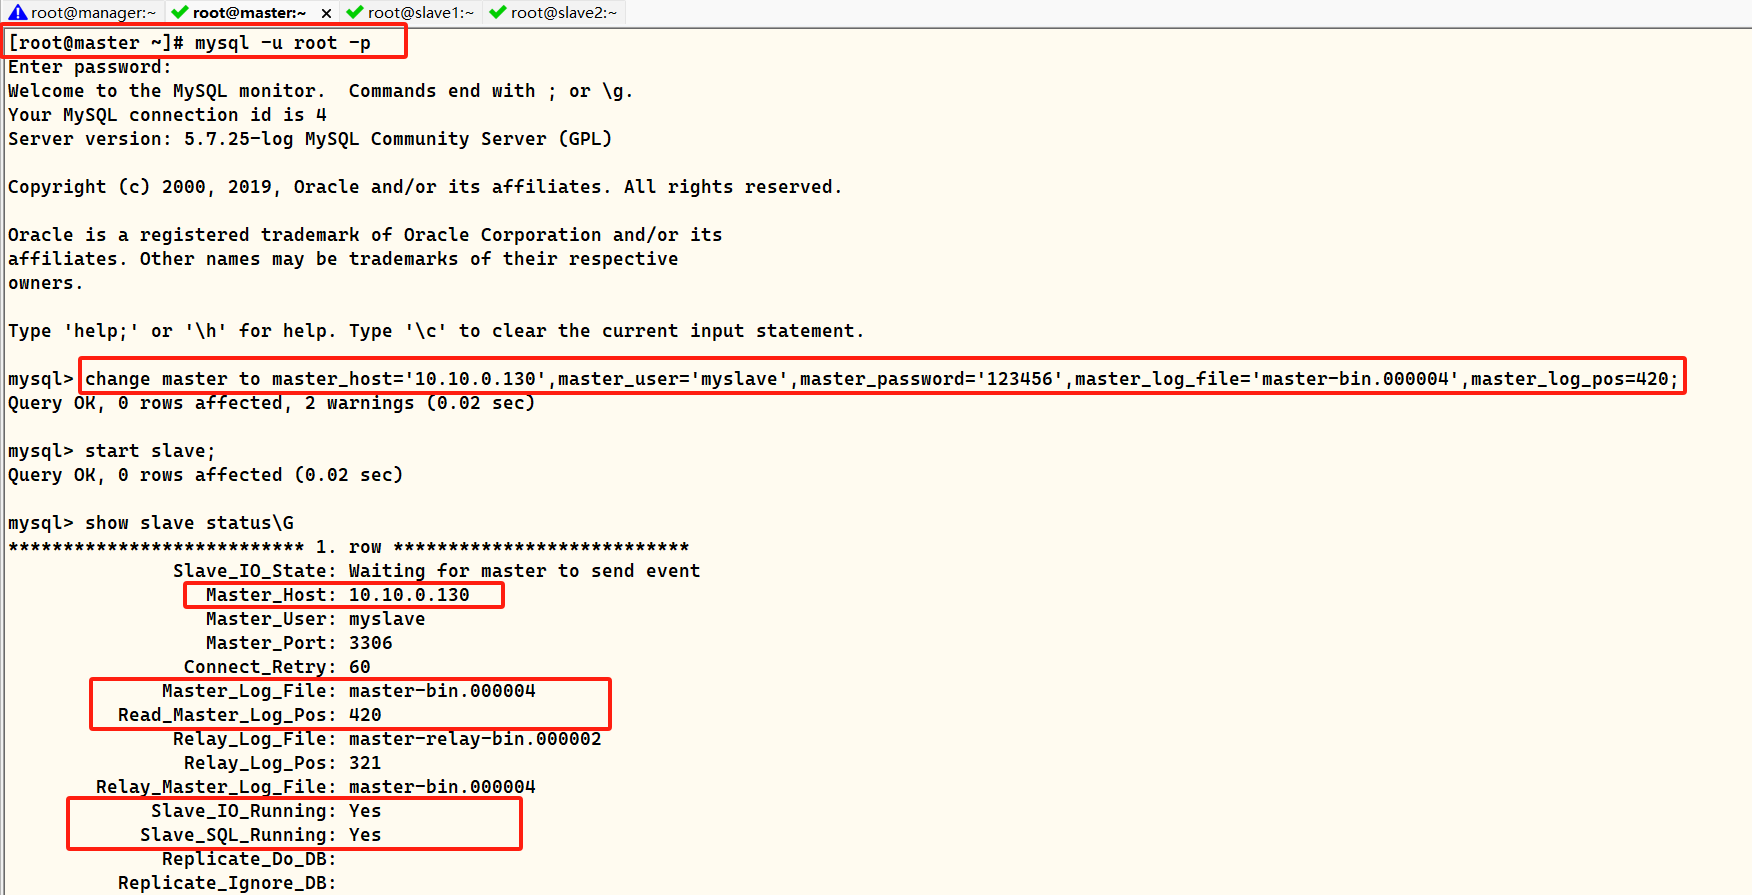 root@manager:~ root@master:~ × root@slave1:~ root@slave2:~
[root@master ~]# mysql -u root -p
Enter password:
Welcome to the MySQL monitor.  Commands end with ; or \g.
Your MySQL connection id is 4
Server version: 5.7.25-log MySQL Community Server (GPL)
Copyright (c) 2000, 2019, Oracle and/or its affiliates. All rights reserved.
Oracle is a registered trademark of Oracle Corporation and/or its
affiliates. Other names may be trademarks of their respective
owners.
Type 'help;' or '\h' for help. Type '\c' to clear the current input statement.
mysql> change master to master_host='10.10.0.130',master_user='myslave',master_password='123456',master_log_file='master-bin.000004',master_log_pos=420;
Query OK, 0 rows affected, 2 warnings (0.02 sec)
mysql> start slave;
Query OK, 0 rows affected (0.02 sec)
mysql> show slave status\G
*************************** 1. row ***************************
Slave_IO_State: Waiting for master to send event
Master_Host: 10.10.0.130
Master_User: myslave
Master_Port: 3306
Connect_Retry: 60
Master_Log_File: master-bin.000004
Read_Master_Log_Pos: 420
Relay_Log_File: master-relay-bin.000002
Relay_Log_Pos: 321
Relay_Master_Log_File: master-bin.000004
Slave_IO_Running: Yes
Slave_SQL_Running: Yes
Replicate_Do_DB:
Replicate_Ignore_DB: